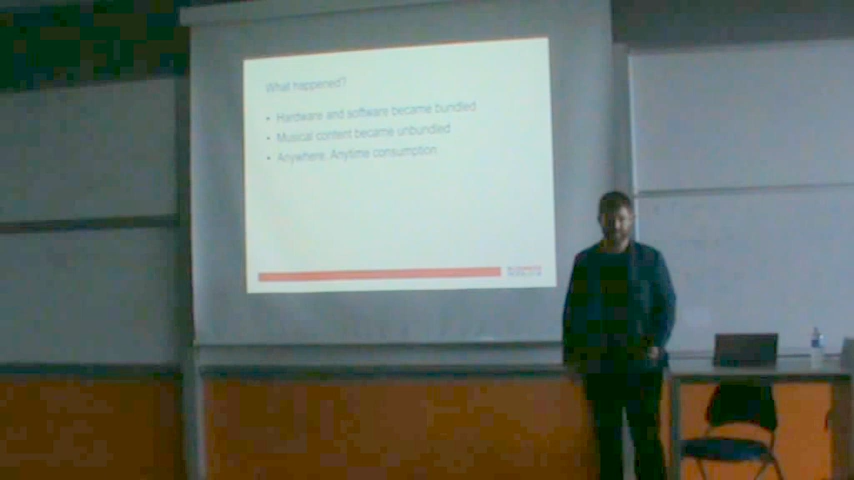 What happened?
• Hardware and software became bundled
• Musical content became unbundled
• Anywhere. Anytime consumption